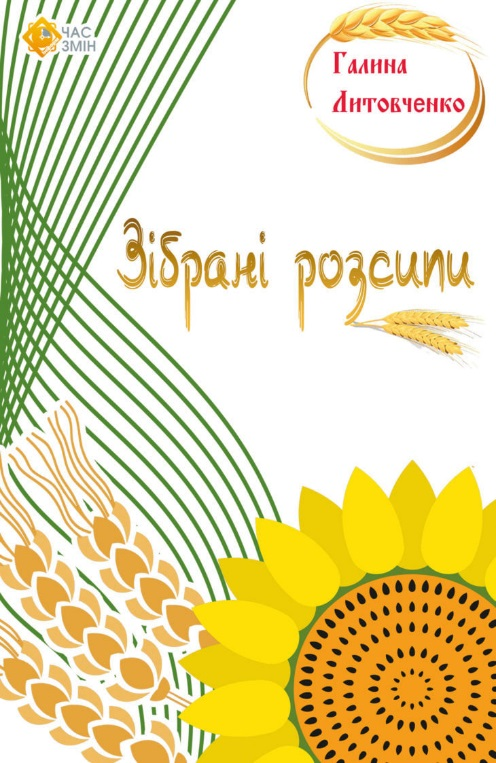 ЧАС
ЗМІН
Галина
Литовченко
Зібрані розсипи